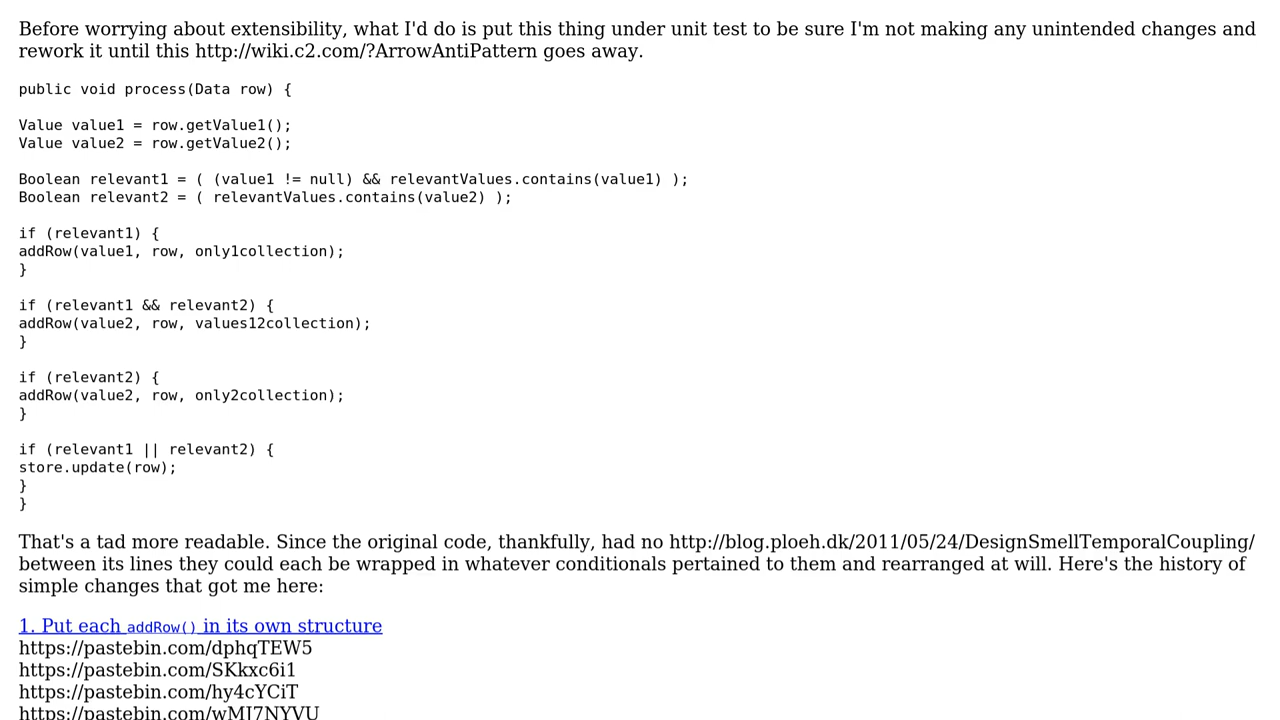 Before worrying about extensibility, what I'd do is put this thing under unit test to be sure I'm not making any unintended changes and
rework it until this http://wiki.c2.com/?ArrowAntiPattern goes away.
public void process(Data row) {
Value value1 = row.getValue1();
Value value2 = row.getValue2();
Boolean relevant1 = ( (value1 != null) && relevantValues.contains(value1) );
Boolean relevant2 = ( relevantValues.contains(value2) );
if (relevant1) {
addRow(value1, row, only1collection);
}
if (relevant1 && relevant2) {
addRow(value2, row, values12collection);
}
if (relevant2) {
addRow(value2, row, only2collection);
}
if (relevant1 || relevant2) {
store.update(row);
}
}
That's a tad more readable. Since the original code, thankfully, had no http://blog.ploeh.dk/2011/05/24/DesignSmellTemporalCoupling/
between its lines they could each be wrapped in whatever conditionals pertained to them and rearranged at will. Here's the history of
simple changes that got me here:
1. Put each addRow() in its own structure
https://pastebin.com/dphqTEW5
https://pastebin.com/SKkxc6i1
https://pastebin.com/hy4cYCiT
https://pastebin.com/wMJ7NYVU